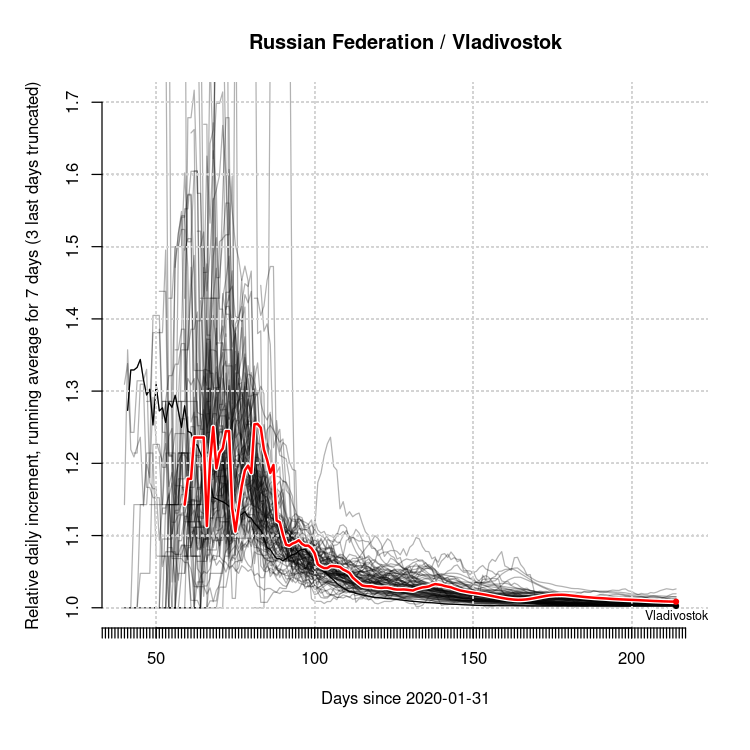 Russian Federation / Vladivostok
Relative daily increment, running average for 7 days (3 last days truncated)
1.7
1.6
1.5
1.4
1.3
1.2
1.1
1.0
Vladivostok
50 100 150 200
Days since 2020-01-31